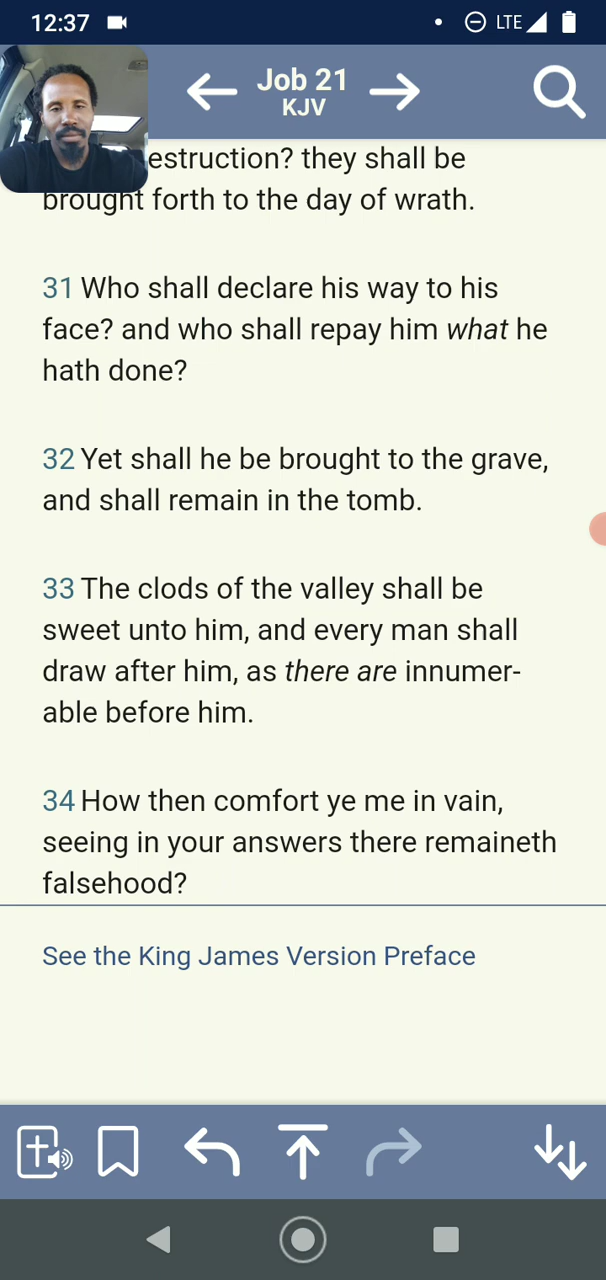 12:37 LTE
Job 21
KJV
estruction? they shall be
brought forth to the day of wrath.
31 Who shall declare his way to his
face? and who shall repay him what he
hath done?
32 Yet shall he be brought to the grave,
and shall remain in the tomb.
33 The clods of the valley shall be
sweet unto him, and every man shall
draw after him, as there are innumer-
able before him.
34 How then comfort ye me in vain,
seeing in your answers there remaineth
falsehood?
See the King James Version Preface